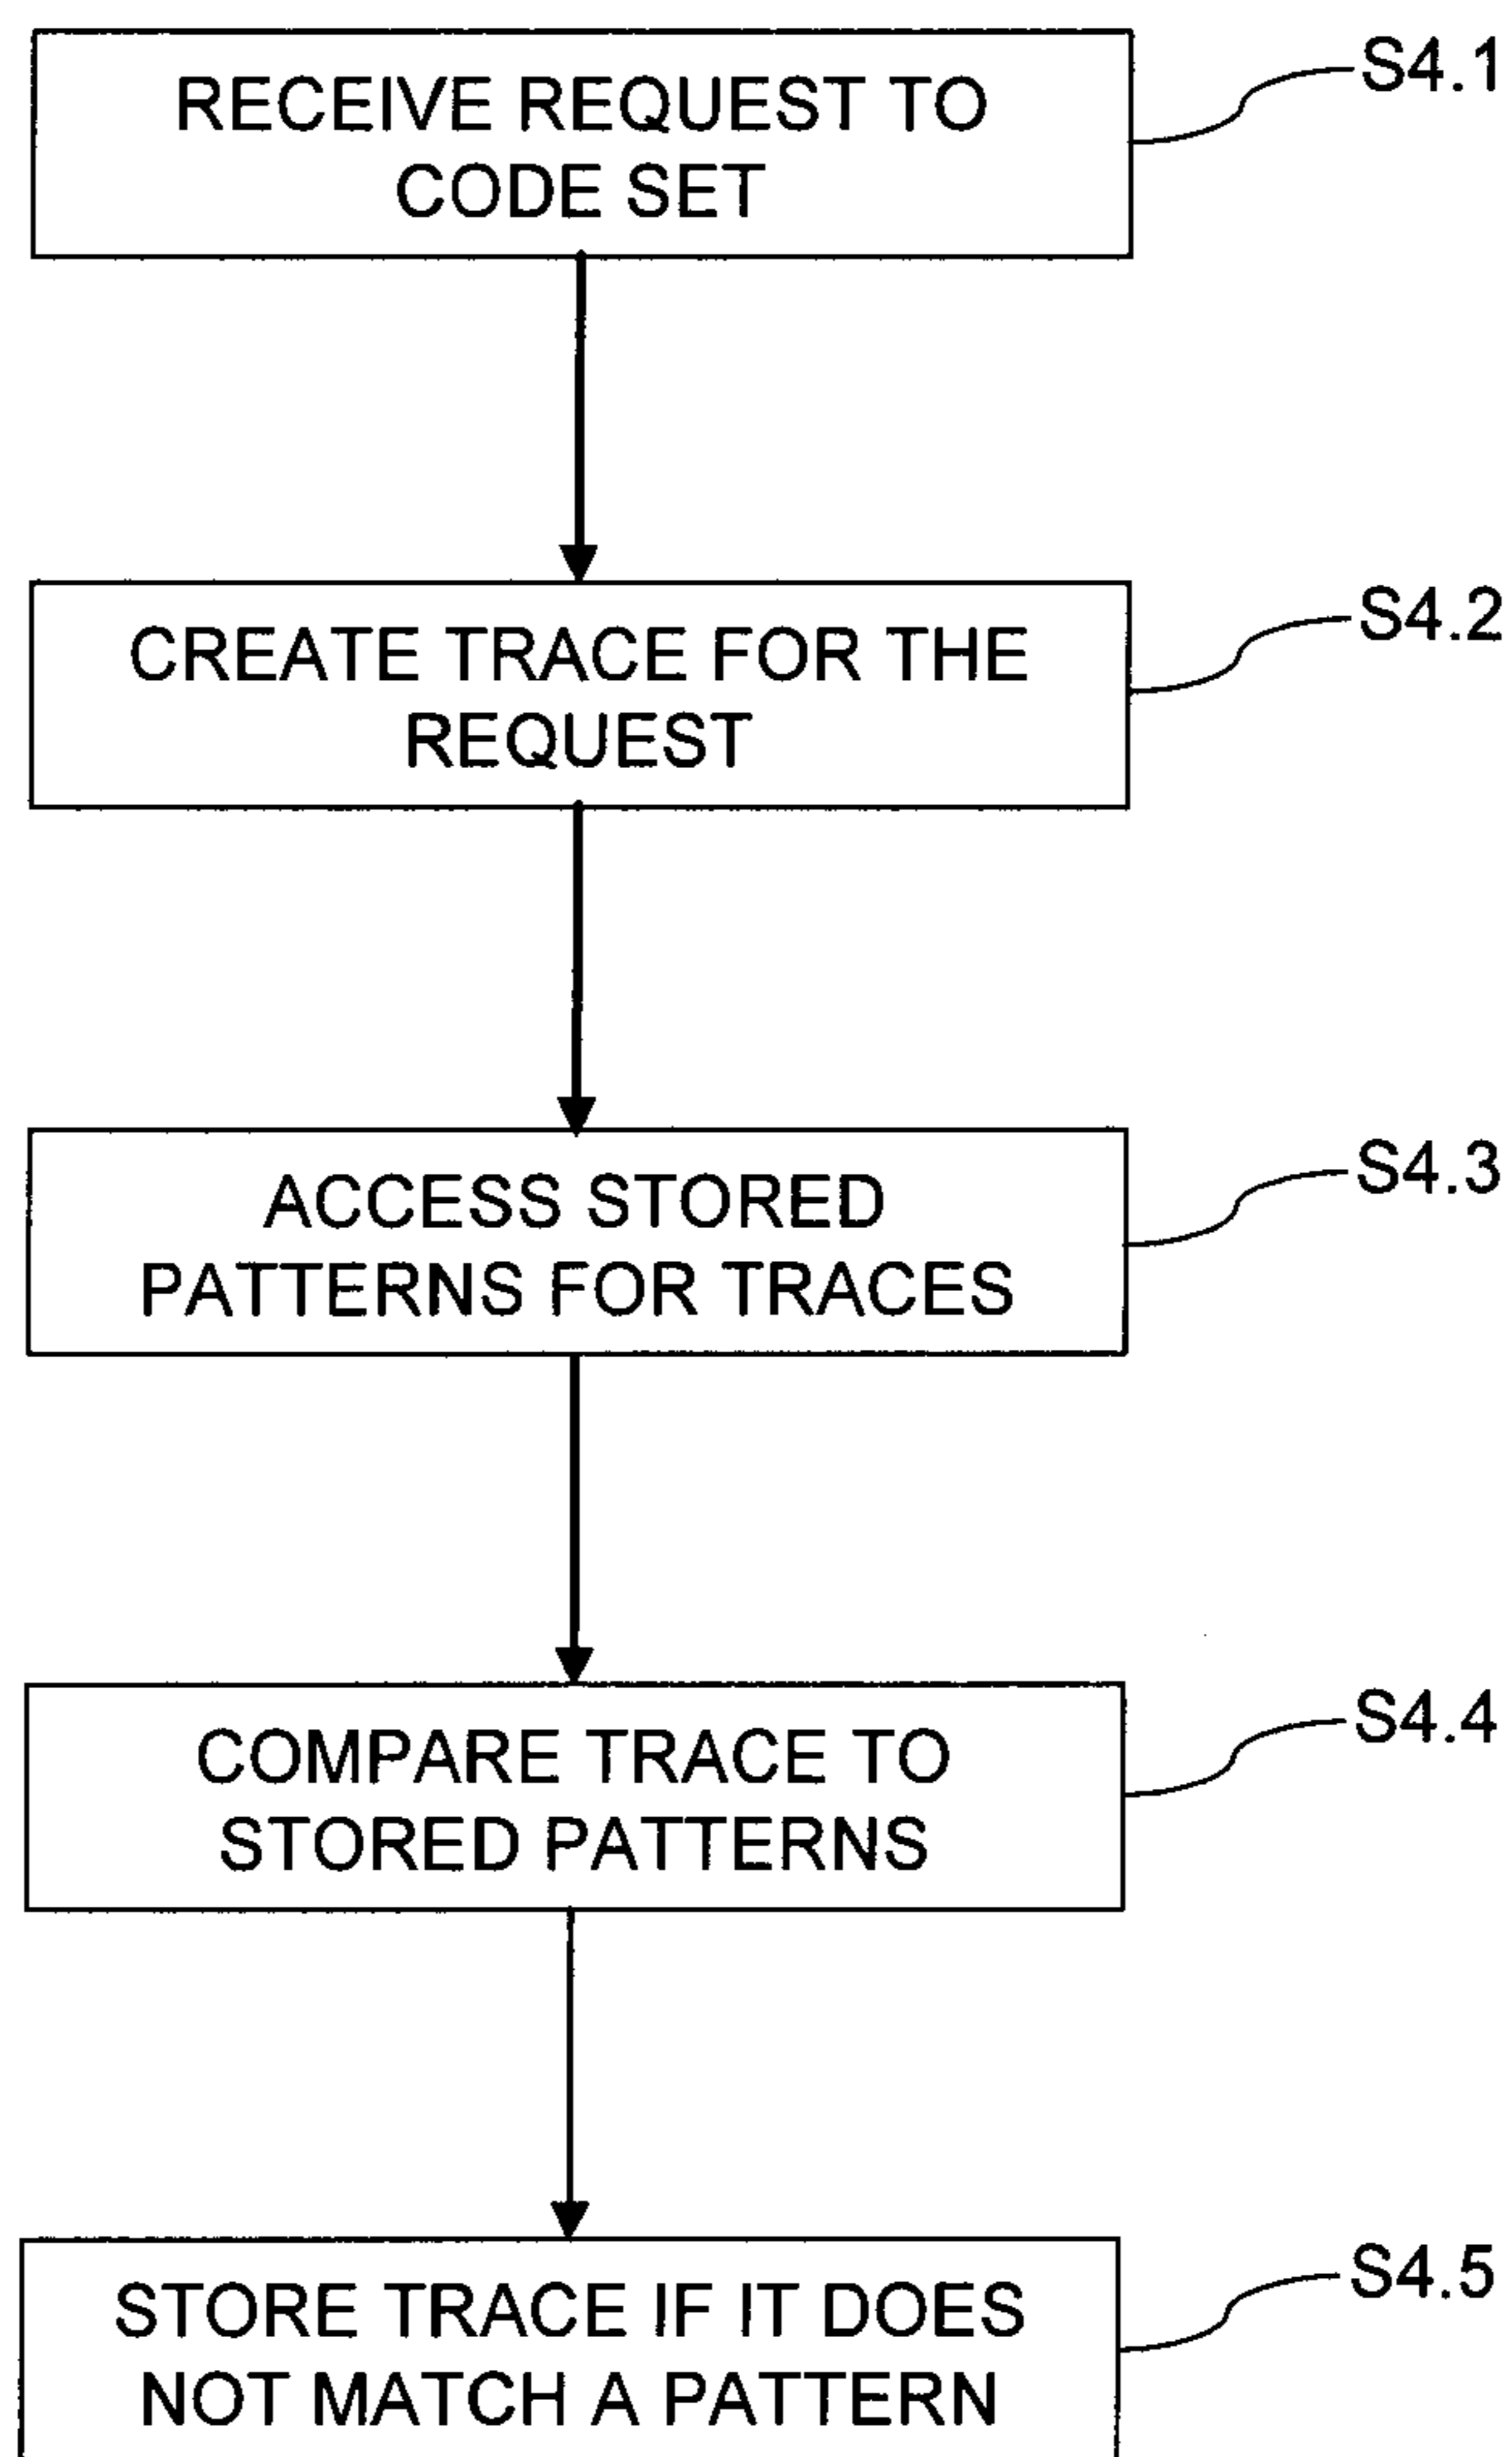 RECEIVE REQUEST TO
CODE SET
S4.1
CREATE TRACE FOR THE
REQUEST
S4.2
ACCESS STORED
PATTERNS FOR TRACES
S4.3
COMPARE TRACE TO
STORED PATTERNS
S4.4
STORE TRACE IF IT DOES
NOT MATCH A PATTERN
S4.5